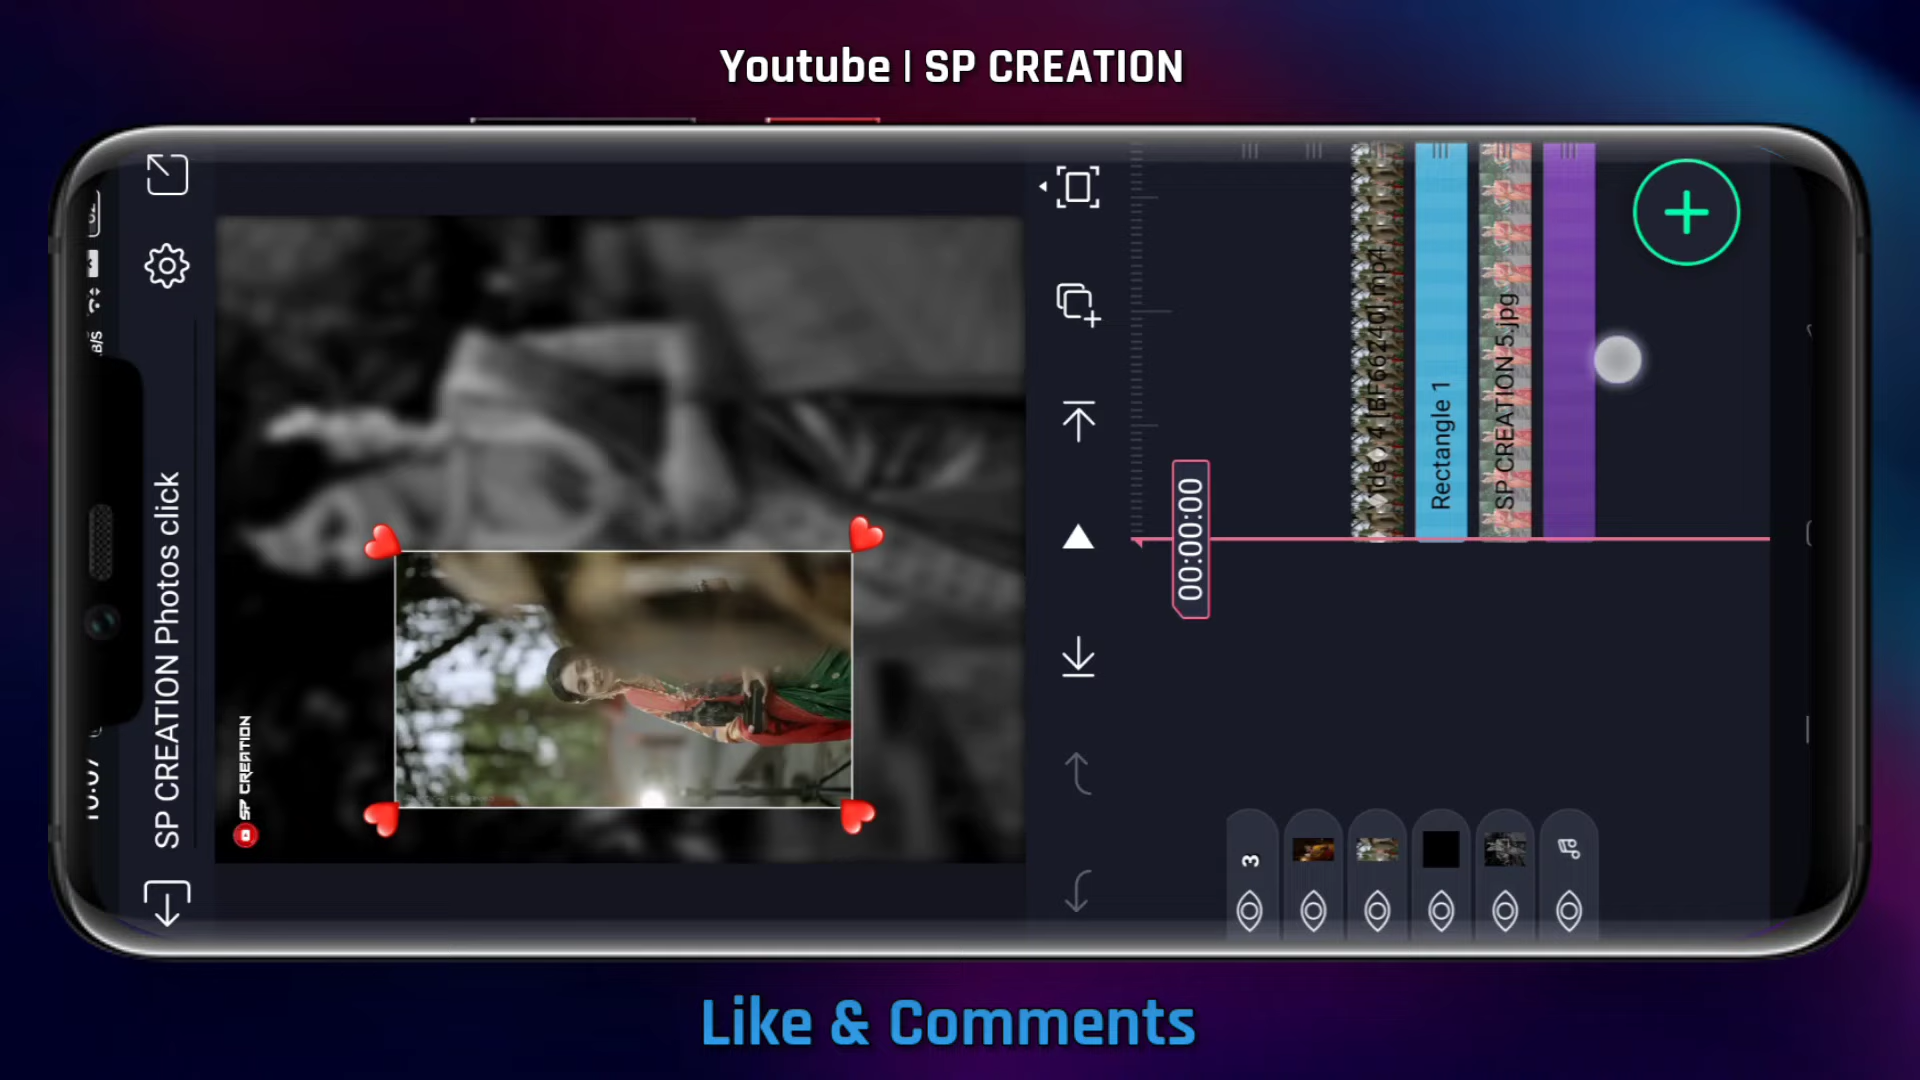 Youtube | SP CREATION
SP CREATION Photos click
SP CREATION
00:00:00
Rectangle 1
SP CREATION 5.jpg
3
Like & Comments